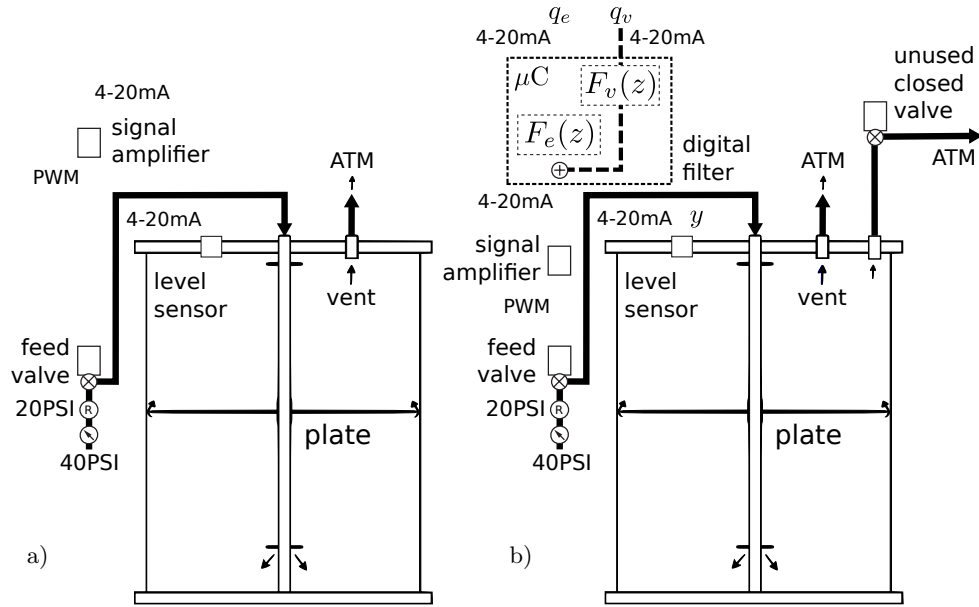 4-20mA
signal
amplifier
PWM
ATM
4-20mA
level
sensor
vent
feed
valve
20PSI
R
40PSI
plate
a)
q_e
q_v
4-20mA
4-20mA
μC
F_v(z)
F_e(z)
digital
filter
unused
closed
valve
ATM
ATM
4-20mA
4-20mA
y
signal
amplifier
PWM
level
sensor
vent
feed
valve
20PSI
R
40PSI
plate
b)